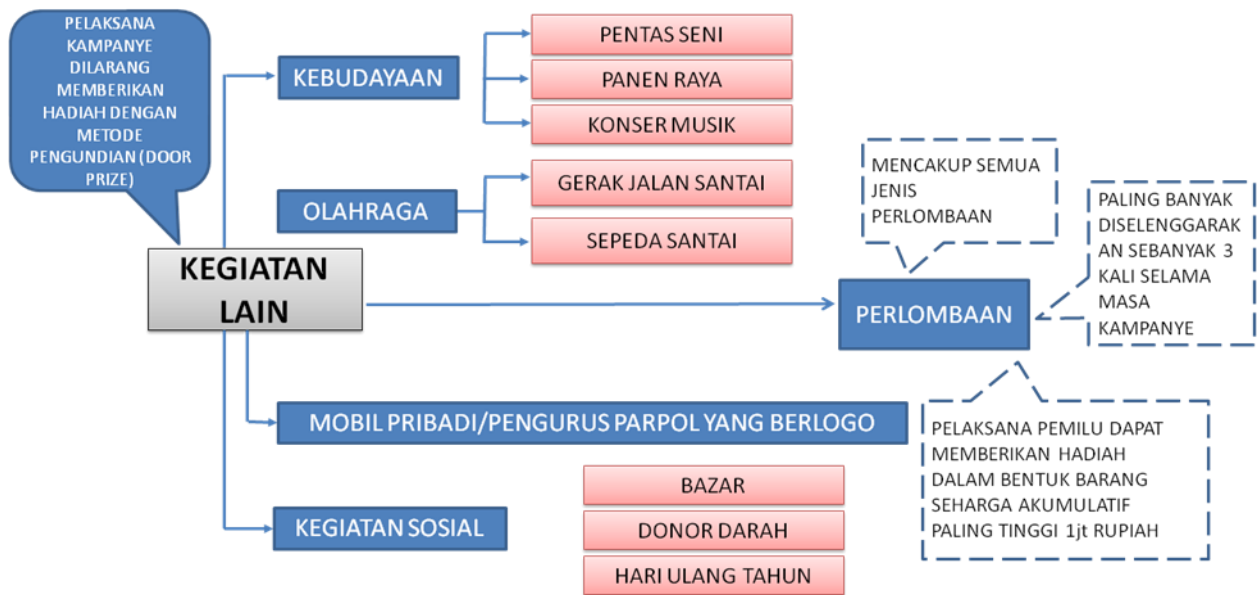 PELAKSANA
KAMPANYE
DILARANG
MEMBERIKAN
HADIAH DENGAN
METODE
PENGUNDIAN (DOOR
PRIZE)
KEGIATAN
LAIN
KEBUDAYAAN
PENTAS SENI
PANEN RAYA
KONSER MUSIK
OLAHRAGA
GERAK JALAN SANTAI
SEPEDA SANTAI
PERLOMBAAN
MENCAKUP SEMUA
JENIS
PERLOMBAAN
PALING BANYAK
DISELENGGARAK
AN SEBANYAK 3
KALI SELAMA
MASA
KAMPANYE
PELAKSANA PEMILU DAPAT
MEMBERIKAN HADIAH
DALAM BENTUK BARANG
SEHARGA AKUMULATIF
PALING TINGGI 1jt RUPIAH
MOBIL PRIBADI/PENGURUS PARPOL YANG BERLOGO
KEGIATAN SOSIAL
BAZAR
DONOR DARAH
HARI ULANG TAHUN